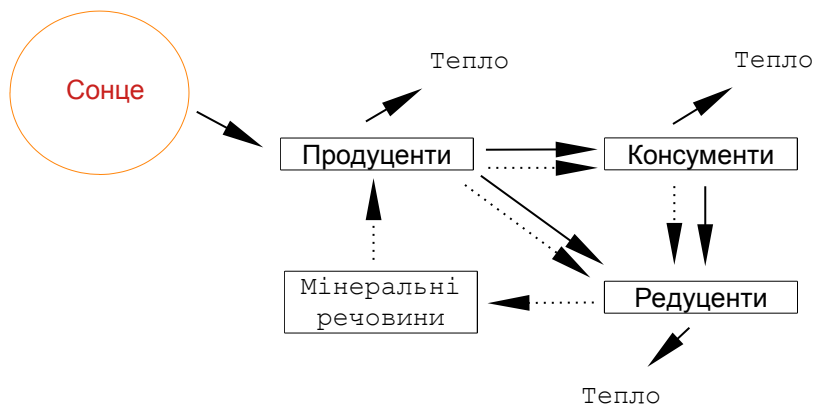 Тепло
Тепло
Сонце
Продуценти
Консументи
Мінеральні
речовини
Редуценти
Тепло